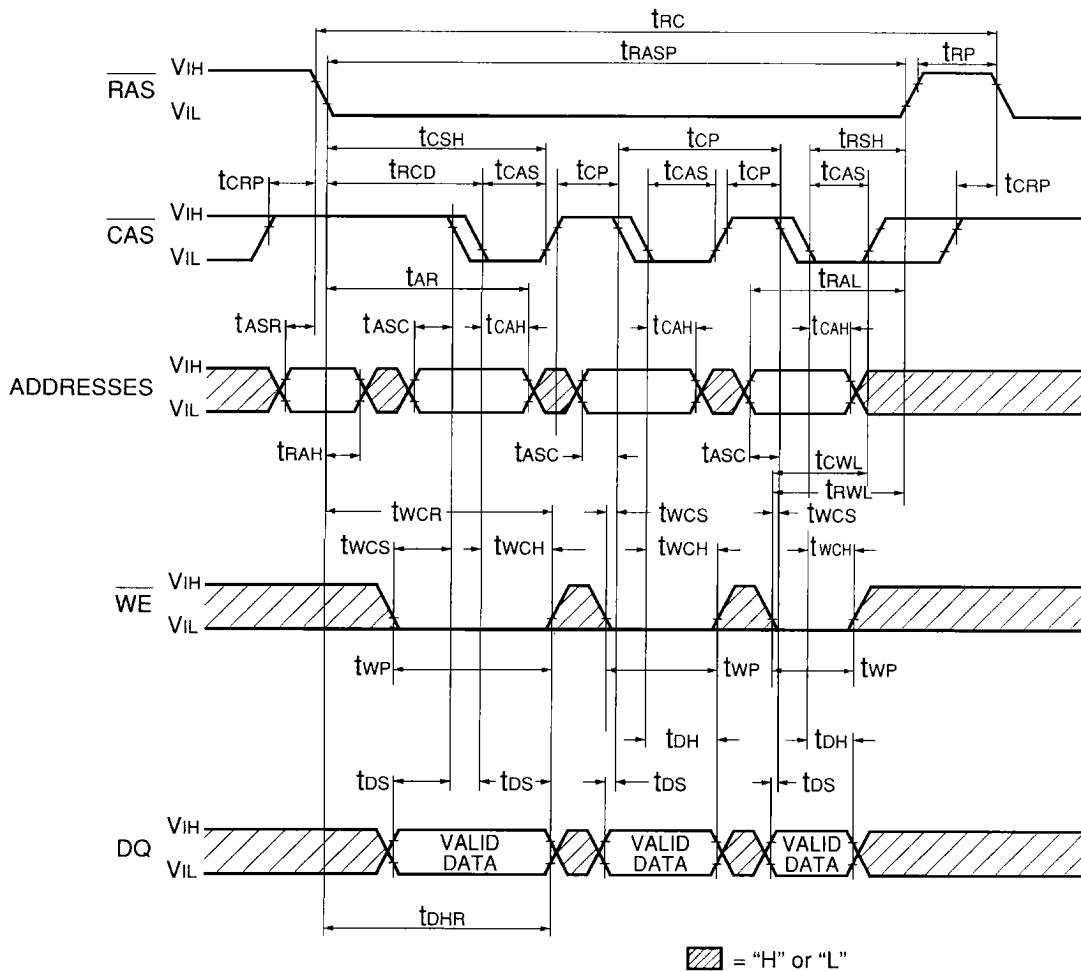 tRC
tRASP
tRP
VIH
RAS
VIL
tCSH
tCP
tRSH
tCRP
tRCD
tCAS
tCP
tCAS
tCP
tCAS
tCRP
VIH
CAS
VIL
tAR
tRAL
tASR
tASC
tCAH
tCAH
tCAH
VIH
ADDRESSES
VIL
tRAH
tASC
tASC
tCWL
tRWL
tWCR
tWCS
tWCS
tWCS
tWCH
tWCH
tWCH
VIH
WE
VIL
tWP
tWP
tWP
tDH
tDH
tDS
tDS
tDS
tDS
VIH
DQ
VALID DATA
VALID DATA
VALID DATA
VIL
tDHR
= “H” or “L”